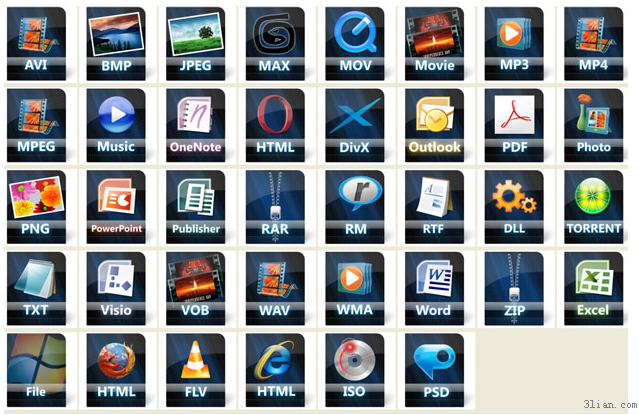 AVI BMP JPEG MAX MOV Movie MP3 MP4
MPEG Music OneNote HTML DivX Outlook PDF Photo
PNG PowerPoint Publisher RAR RM RTF DLL TORRENT
TXT Visio VOB WAV WMA Word ZIP Excel
File HTML FLV HTML ISO PSD
3lian.com